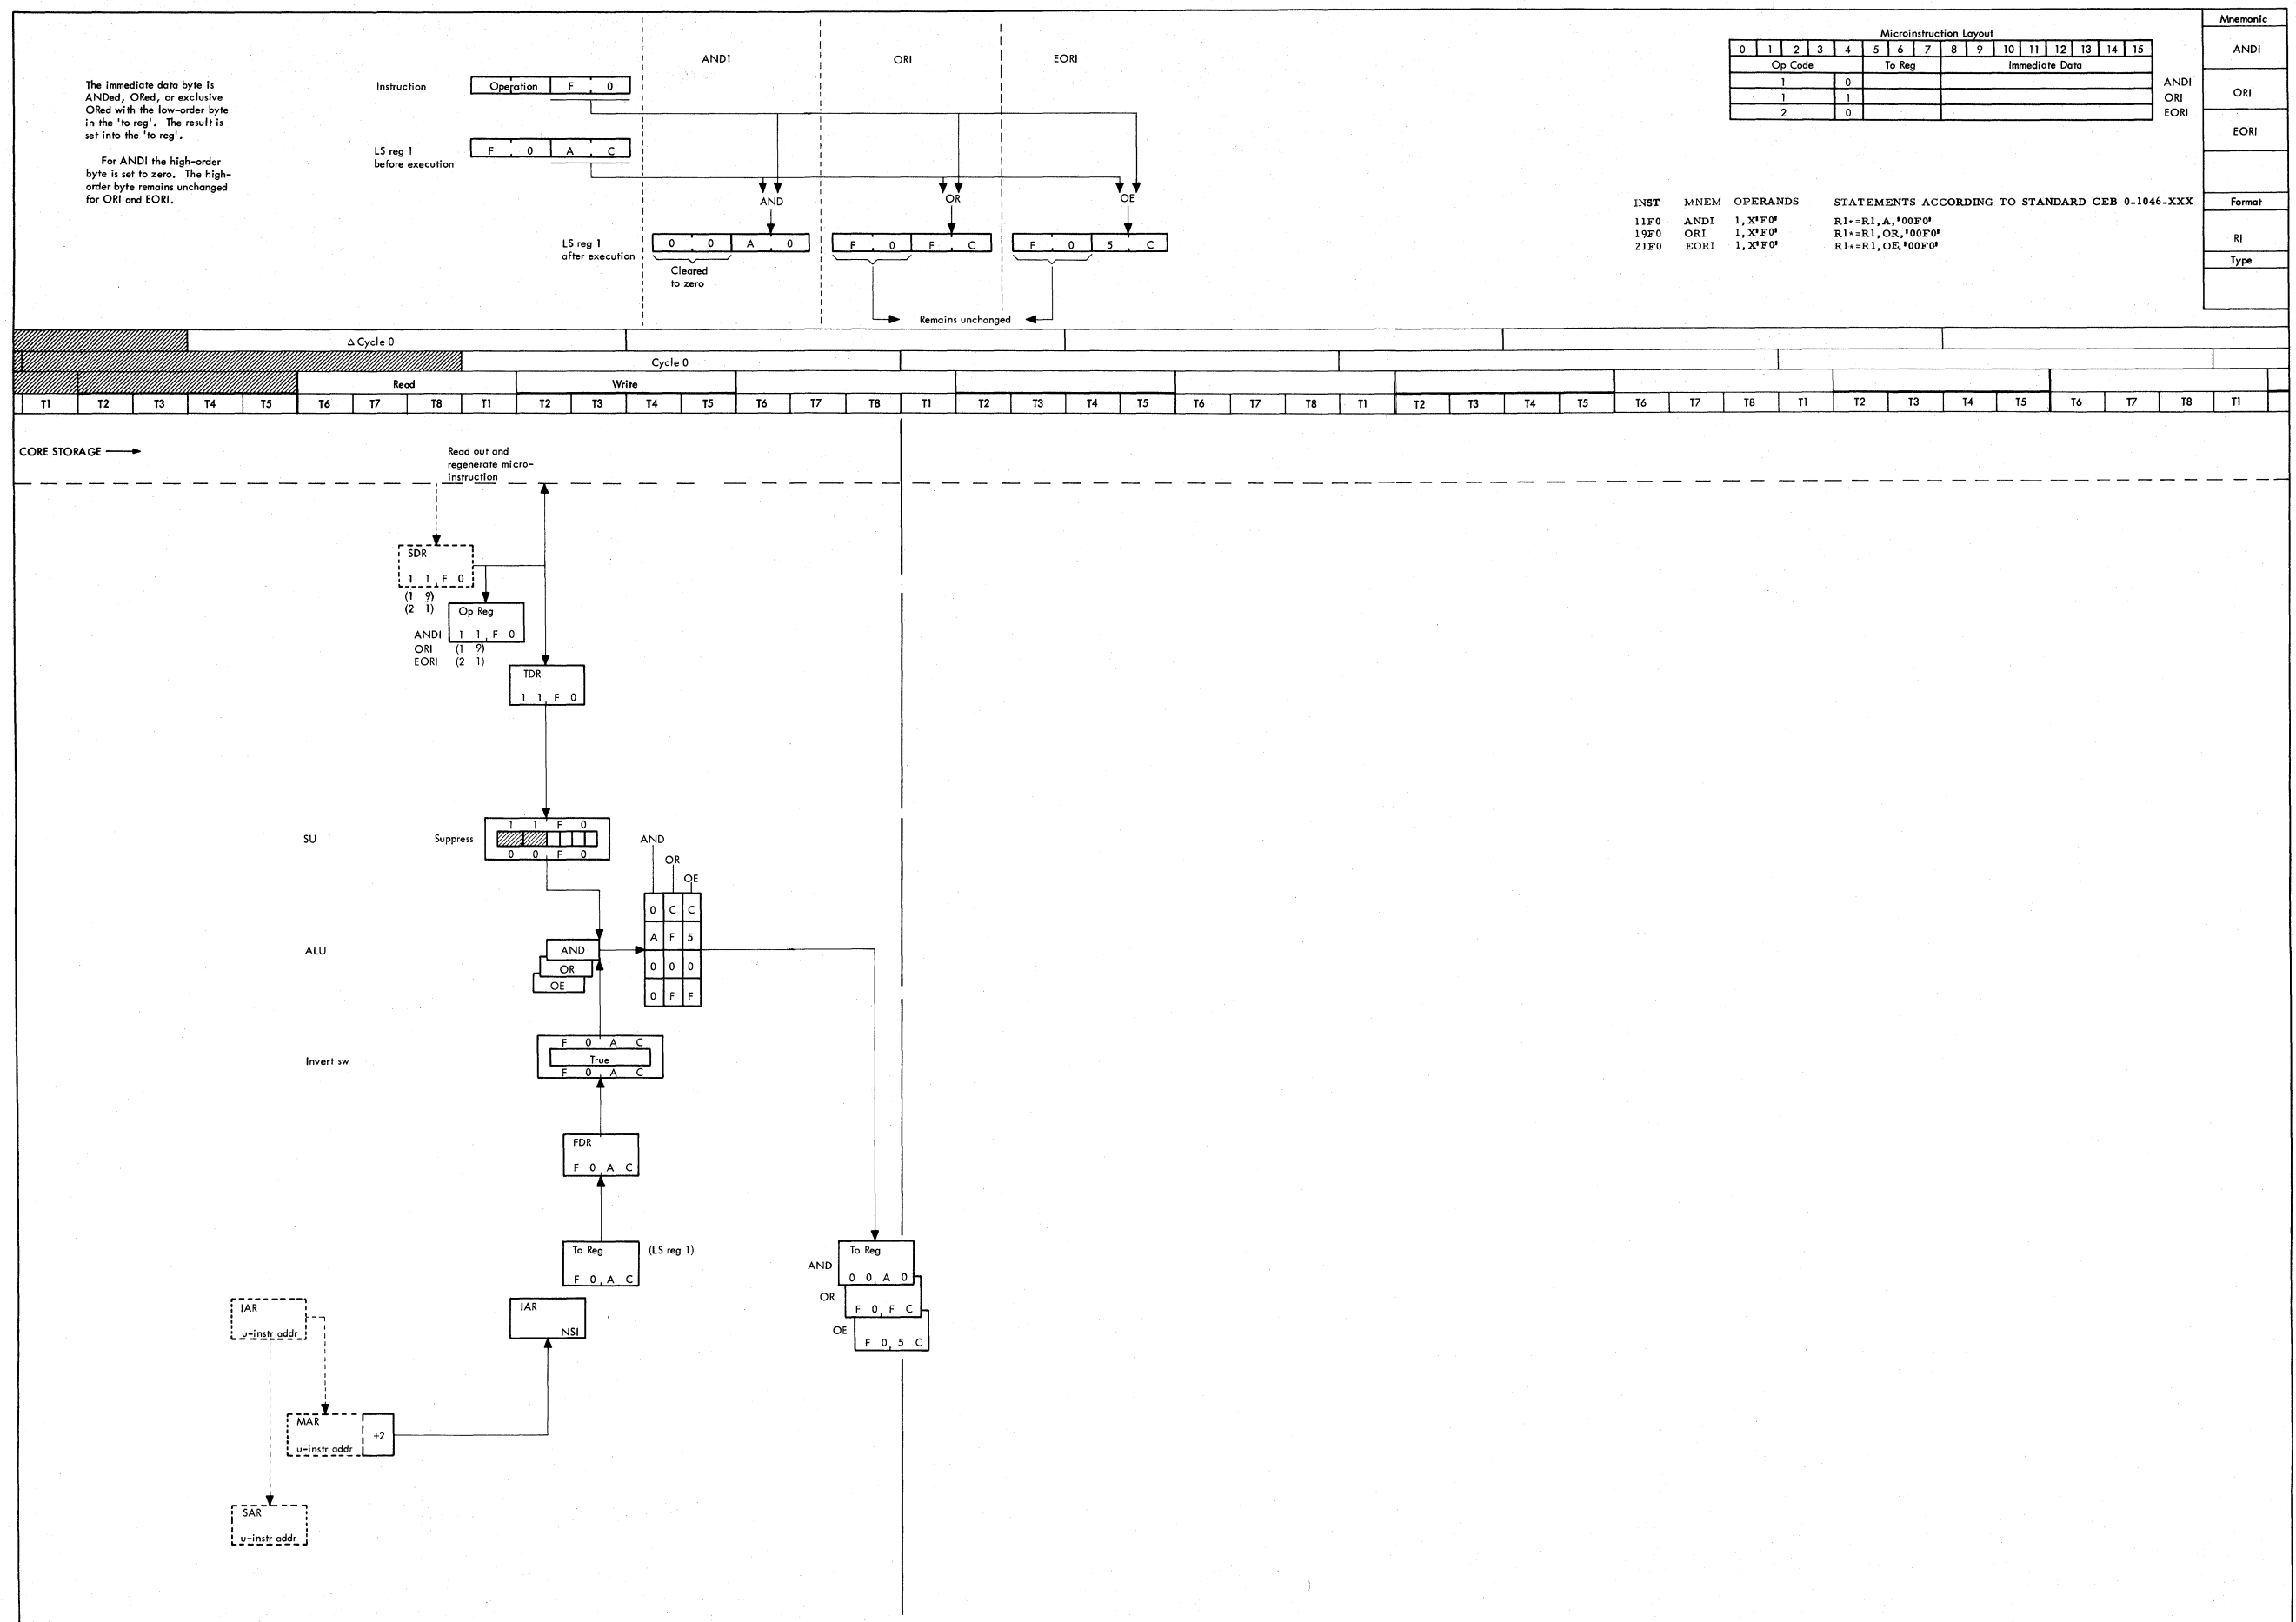 Mnemonic
ANDI
ORI
EORI
Format
RI
Type
Microinstruction Layout
0 1 2 3 4 5 6 7 8 9 10 11 12 13 14 15
Op Code To Reg Immediate Data
1 0 ANDI
1 1 ORI
2 0 EORI
The immediate data byte is
ANDed, ORed, or exclusive
ORed with the low-order byte
in the 'to reg'. The result is
set into the 'to reg'.
For ANDI the high-order
byte is set to zero. The high-
order byte remains unchanged
for ORI and EORI.
ANDI ORI EORI
Instruction Operation F 0
LS reg 1
before execution
F 0 A C
AND OR OE
LS reg 1
after execution
0 0 A 0 F 0 F C F 0 5 C
Cleared
to zero
Remains unchanged
INST MNEM OPERANDS STATEMENTS ACCORDING TO STANDARD CEB 0-1046-XXX
11F0 ANDI 1,X'F0' R1*=R1,A,'00F0'
19F0 ORI 1,X'F0' R1*=R1,OR,'00F0'
21F0 EORI 1,X'F0' R1*=R1,OE,'00F0'
Δ Cycle 0
Cycle 0
Read Write
T1 T2 T3 T4 T5 T6 T7 T8 T1 T2 T3 T4 T5 T6 T7 T8 T1 T2 T3 T4 T5 T6 T7 T8 T1 T2 T3 T4 T5 T6 T7 T8 T1 T2 T3 T4 T5 T6 T7 T8 T1
CORE STORAGE
Read out and
regenerate micro-
instruction
SDR
1 1 F 0
(1 9)
(2 1)
Op Reg
ANDI 1 1 F 0
ORI (1 9)
EORI (2 1)
TDR
1 1 F 0
SU Suppress
1 1 F 0
0 0 F 0
AND
OR
OE
0 C C
A F 5
0 0 0
0 F F
ALU
AND
OR
OE
Invert sw
F 0 A C
True
F 0 A C
FDR
F 0 A C
To Reg (LS reg 1)
F 0 A C
To Reg
AND 0 0 A 0
OR F 0 F C
OE F 0 5 C
IAR
u-instr addr
IAR
NSI
MAR
u-instr addr
+2
SAR
u-instr addr